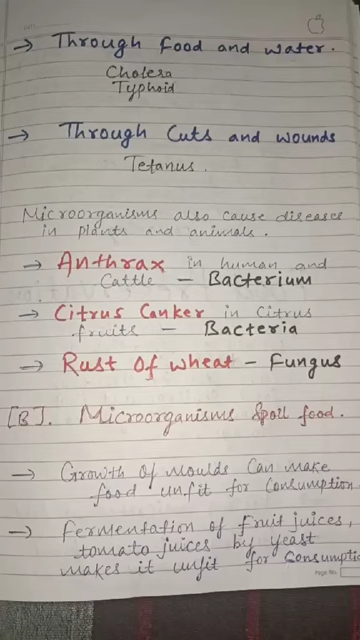 → Through Food and water.
Cholera
Typhoid
→ Through Cuts and wounds
Tetanus.
Microorganisms also cause diseases
in plants and animals.
→ Anthrax in human and
Cattle – Bacterium
→ Citrus Canker in Citrus
fruits – Bacteria
→ Rust Of wheat – Fungus
[B]. Microorganisms Spoil food.
→ Growth Of moulds Can make
food unfit for Consumption
→ Fermentation of fruit juices,
tomato juices by yeast
makes it unfit for Consumptio
Page No.